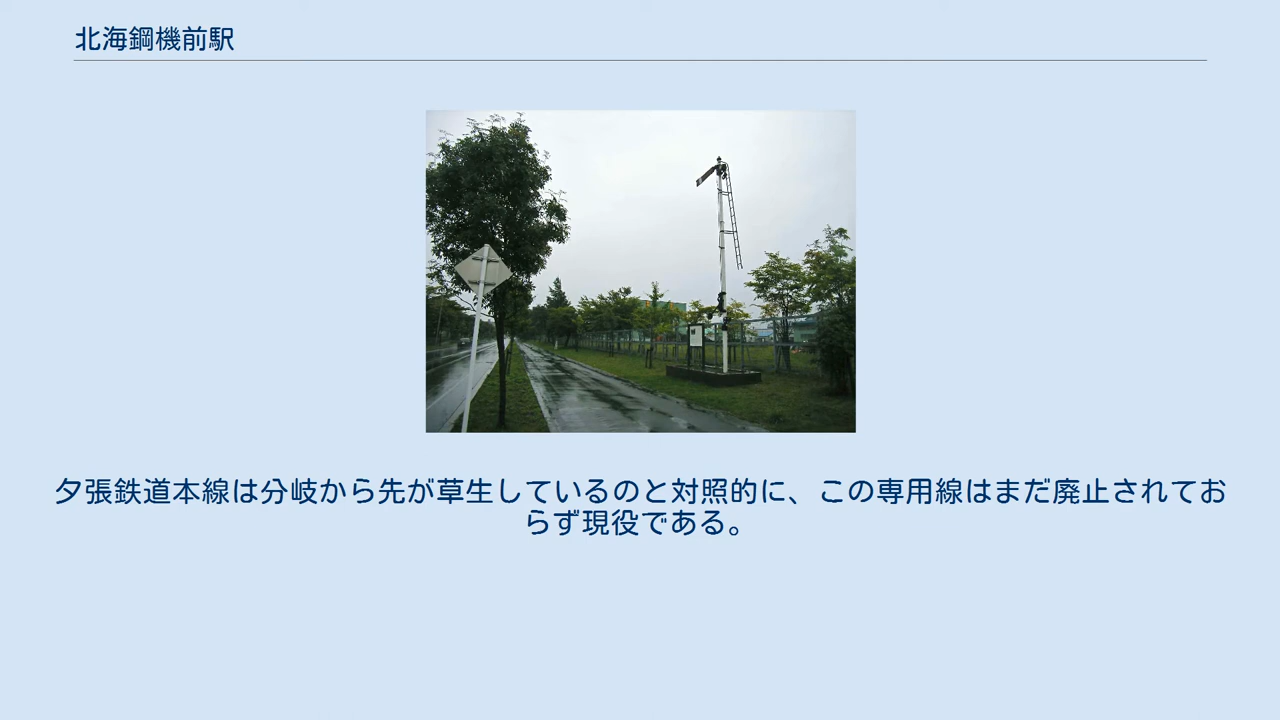 北海鋼機前駅
夕張鉄道本線は分岐から先が草生しているのと対照的に、この専用線はまだ廃止されてお
らず現役である。